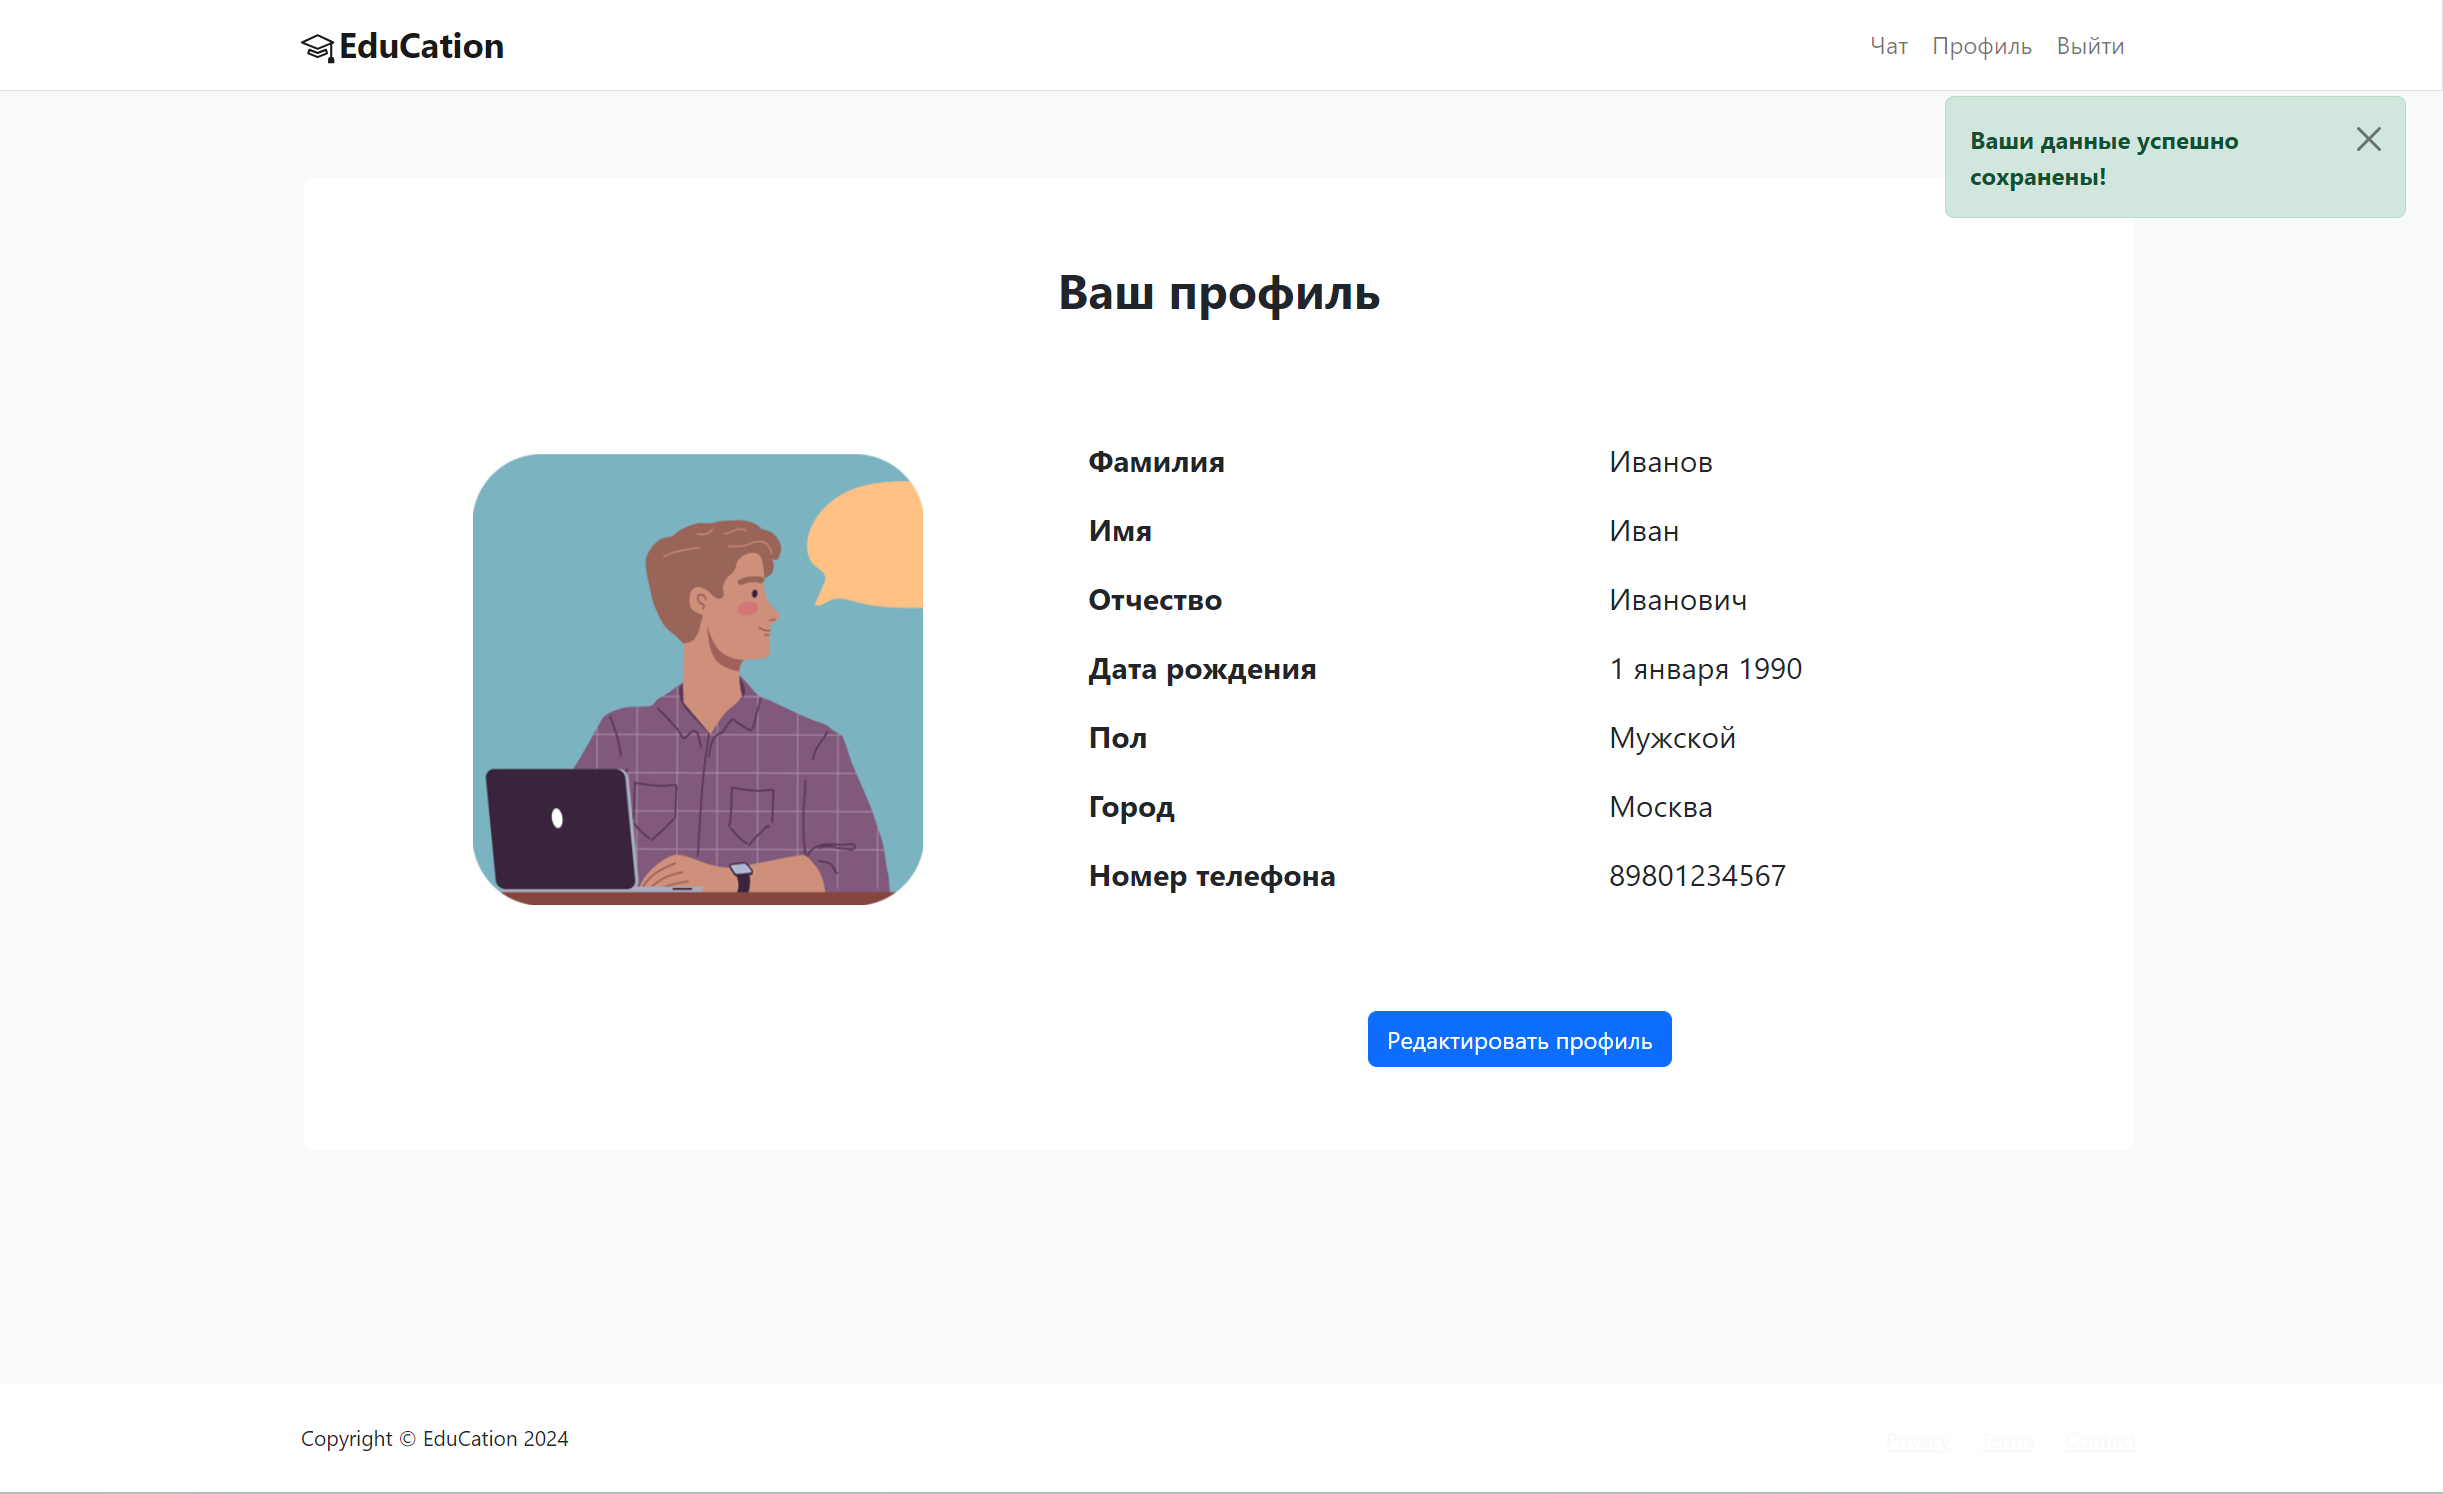 EduCation
Чат Профиль Выйти
Ваши данные успешно
сохранены!
Ваш профиль
Фамилия Иванов
Имя Иван
Отчество Иванович
Дата рождения 1 января 1990
Пол Мужской
Город Москва
Номер телефона 89801234567
Редактировать профиль
Copyright © EduCation 2024
Privacy Terms Contact